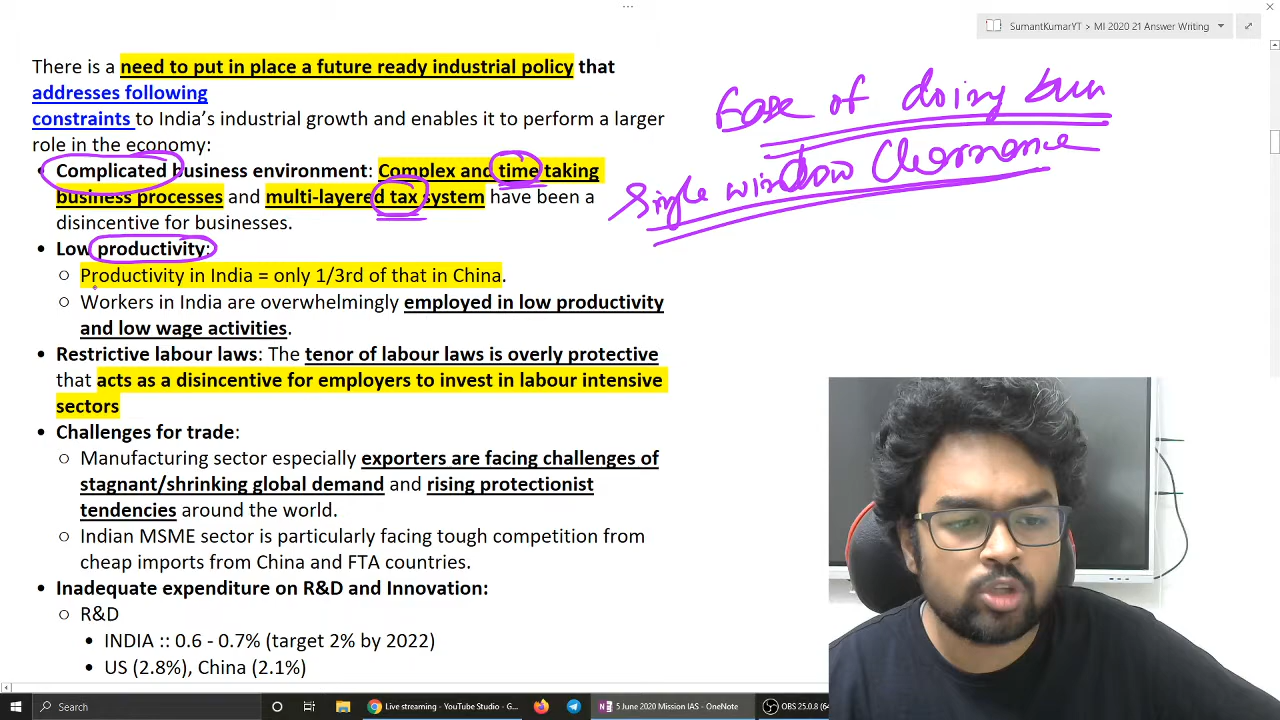 SumantKumarYT > MI 2020 21 Answer Writing
There is a need to put in place a future ready industrial policy that
addresses following
constraints to India's industrial growth and enables it to perform a larger
role in the economy:
• Complicated business environment: Complex and time taking
business processes and multi-layered tax system have been a
disincentive for businesses.
• Low productivity:
○ Productivity in India = only 1/3rd of that in China.
○ Workers in India are overwhelmingly employed in low productivity
and low wage activities.
• Restrictive labour laws: The tenor of labour laws is overly protective
that acts as a disincentive for employers to invest in labour intensive
sectors
• Challenges for trade:
○ Manufacturing sector especially exporters are facing challenges of
stagnant/shrinking global demand and rising protectionist
tendencies around the world.
○ Indian MSME sector is particularly facing tough competition from
cheap imports from China and FTA countries.
• Inadequate expenditure on R&D and Innovation:
○ R&D
• INDIA :: 0.6 - 0.7% (target 2% by 2022)
• US (2.8%), China (2.1%)
Ease of doing
Single window Clearnance
Search
Live streaming - YouTube Studio - G...
5 June 2020 Mission IAS - OneNote
OBS 25.0.8 (64